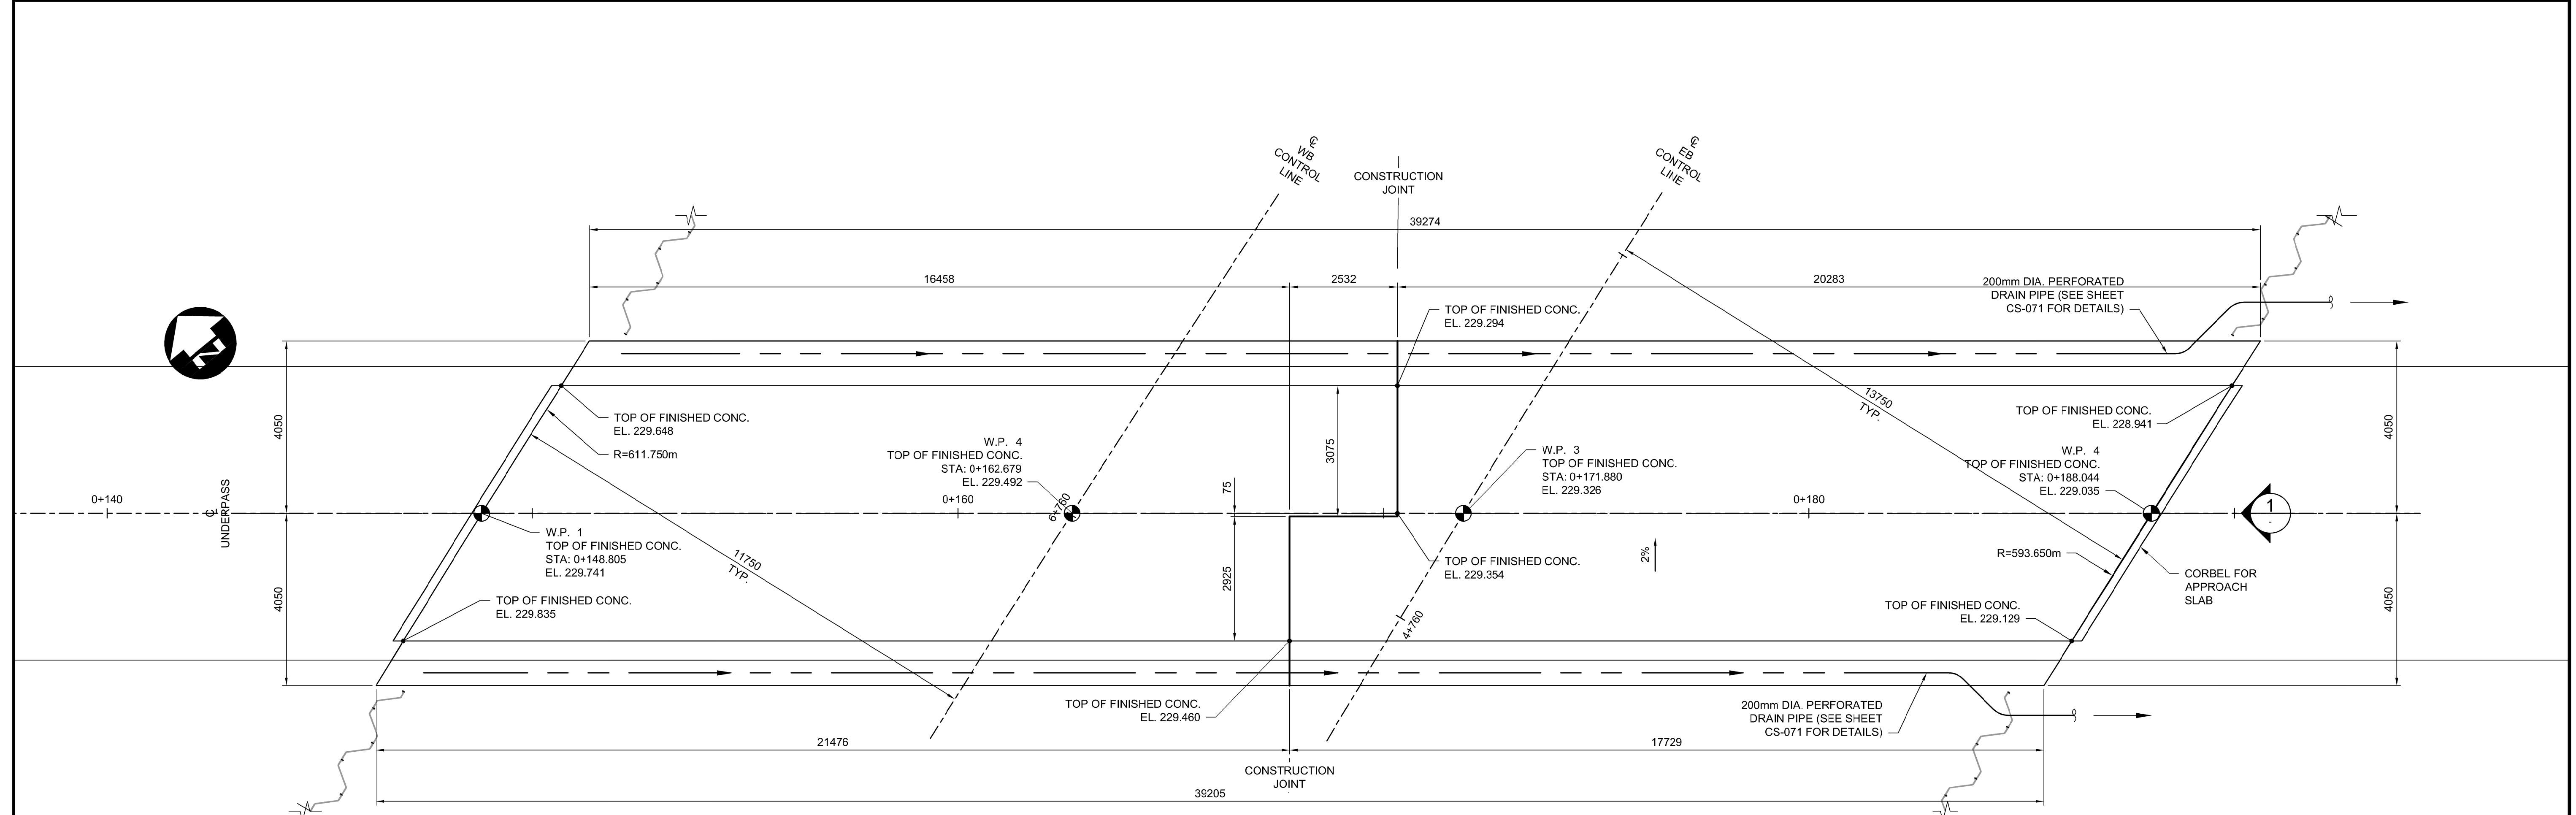 ℄
WB
CONTROL
LINE
CONSTRUCTION
JOINT
℄
EB
CONTROL
LINE
39274
16458
2532
20283
200mm DIA. PERFORATED
DRAIN PIPE (SEE SHEET
CS-071 FOR DETAILS)
TOP OF FINISHED CONC.
EL. 229.294
N
4050
TOP OF FINISHED CONC.
EL. 229.648
R=611.750m
W.P. 4
TOP OF FINISHED CONC.
STA: 0+162.679
EL. 229.492
3075
W.P. 3
TOP OF FINISHED CONC.
STA: 0+171.880
EL. 229.326
13750
TYP.
TOP OF FINISHED CONC.
EL. 228.941
W.P. 4
TOP OF FINISHED CONC.
STA: 0+188.044
EL. 229.035
4050
0+140
℄
UNDERPASS
0+160
6+760
75
0+180
1
-
W.P. 1
TOP OF FINISHED CONC.
STA: 0+148.805
EL. 229.741
11750
TYP.
TOP OF FINISHED CONC.
EL. 229.354
2%
R=593.650m
CORBEL FOR
APPROACH
SLAB
4050
TOP OF FINISHED CONC.
EL. 229.835
2925
4+760
TOP OF FINISHED CONC.
EL. 229.129
4050
TOP OF FINISHED CONC.
EL. 229.460
200mm DIA. PERFORATED
DRAIN PIPE (SEE SHEET
CS-071 FOR DETAILS)
21476
17729
CONSTRUCTION
JOINT
39205